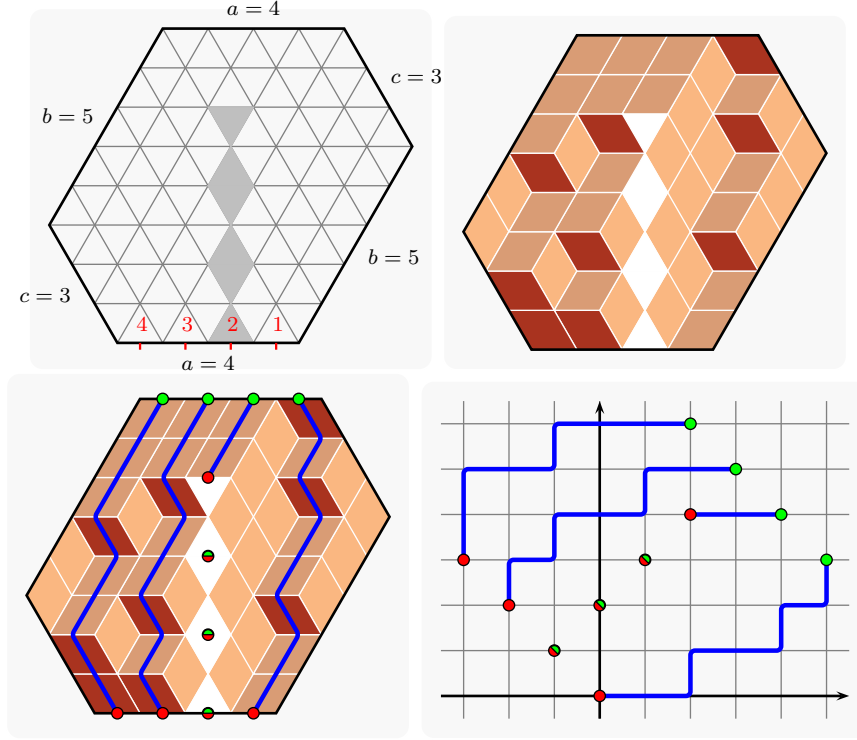 a = 4
c = 3
b = 5
b = 5
c = 3
4 3 2 1
a = 4